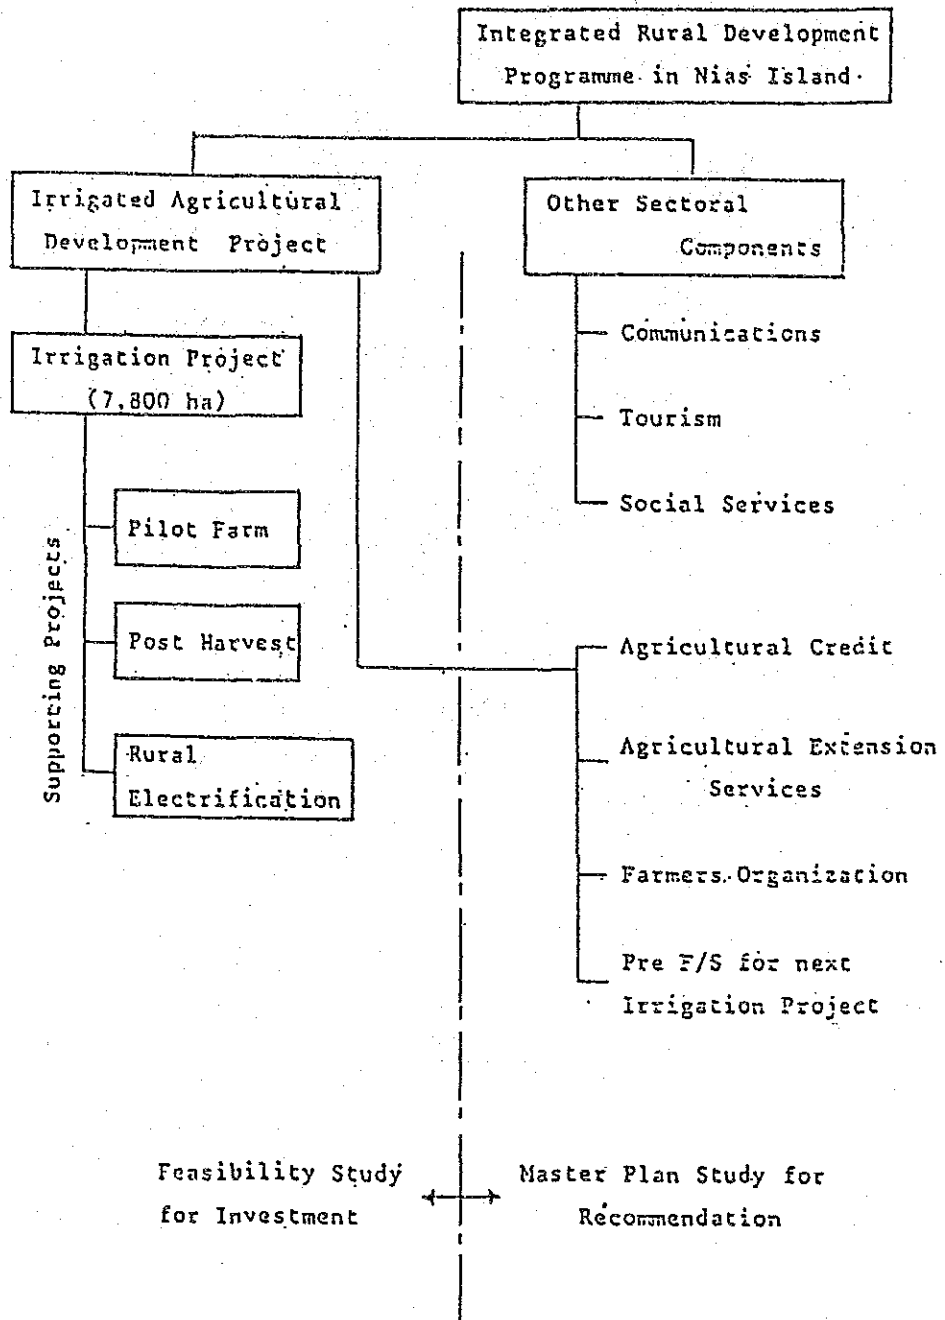 Integrated Rural Development
Programme in Nias Island
Irrigated Agricultural
Development Project
Other Sectoral
Components
Irrigation Project
(7,800 ha)
Supporting Projects
Pilot Farm
Post Harvest
Rural
Electrification
Communications
Tourism
Social Services
Agricultural Credit
Agricultural Extension
Services
Farmers Organization
Pre F/S for next
Irrigation Project
Feasibility Study
for Investment
Master Plan Study for
Recommendation